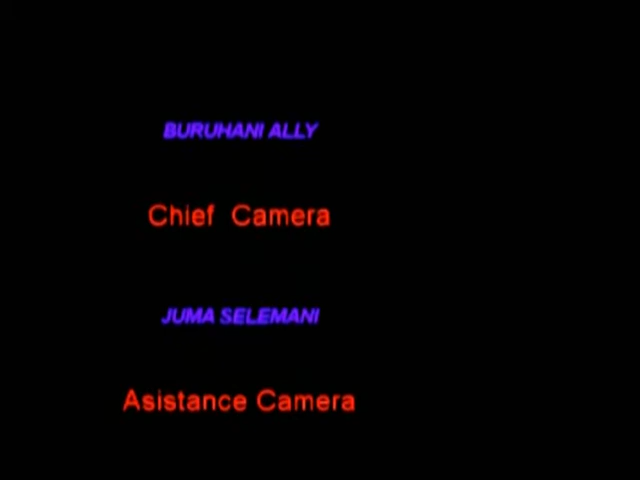 BURUHANI ALLY
Chief Camera
JUMA SELEMANI
Asistance Camera